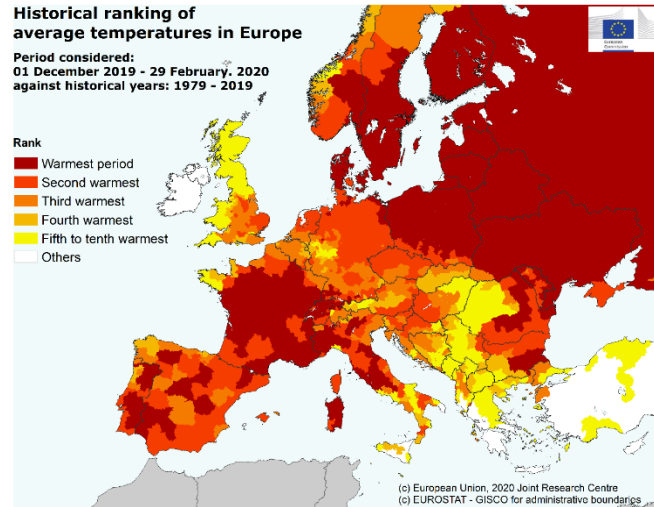 Historical ranking of
average temperatures in Europe
Period considered:
01 December 2019 - 29 February. 2020
against historical years: 1979 - 2019
European
Commission
Rank
Warmest period
Second warmest
Third warmest
Fourth warmest
Fifth to tenth warmest
Others
(c) European Union, 2020 Joint Research Centre
(c) EUROSTAT - GISCO for administrative boundaries